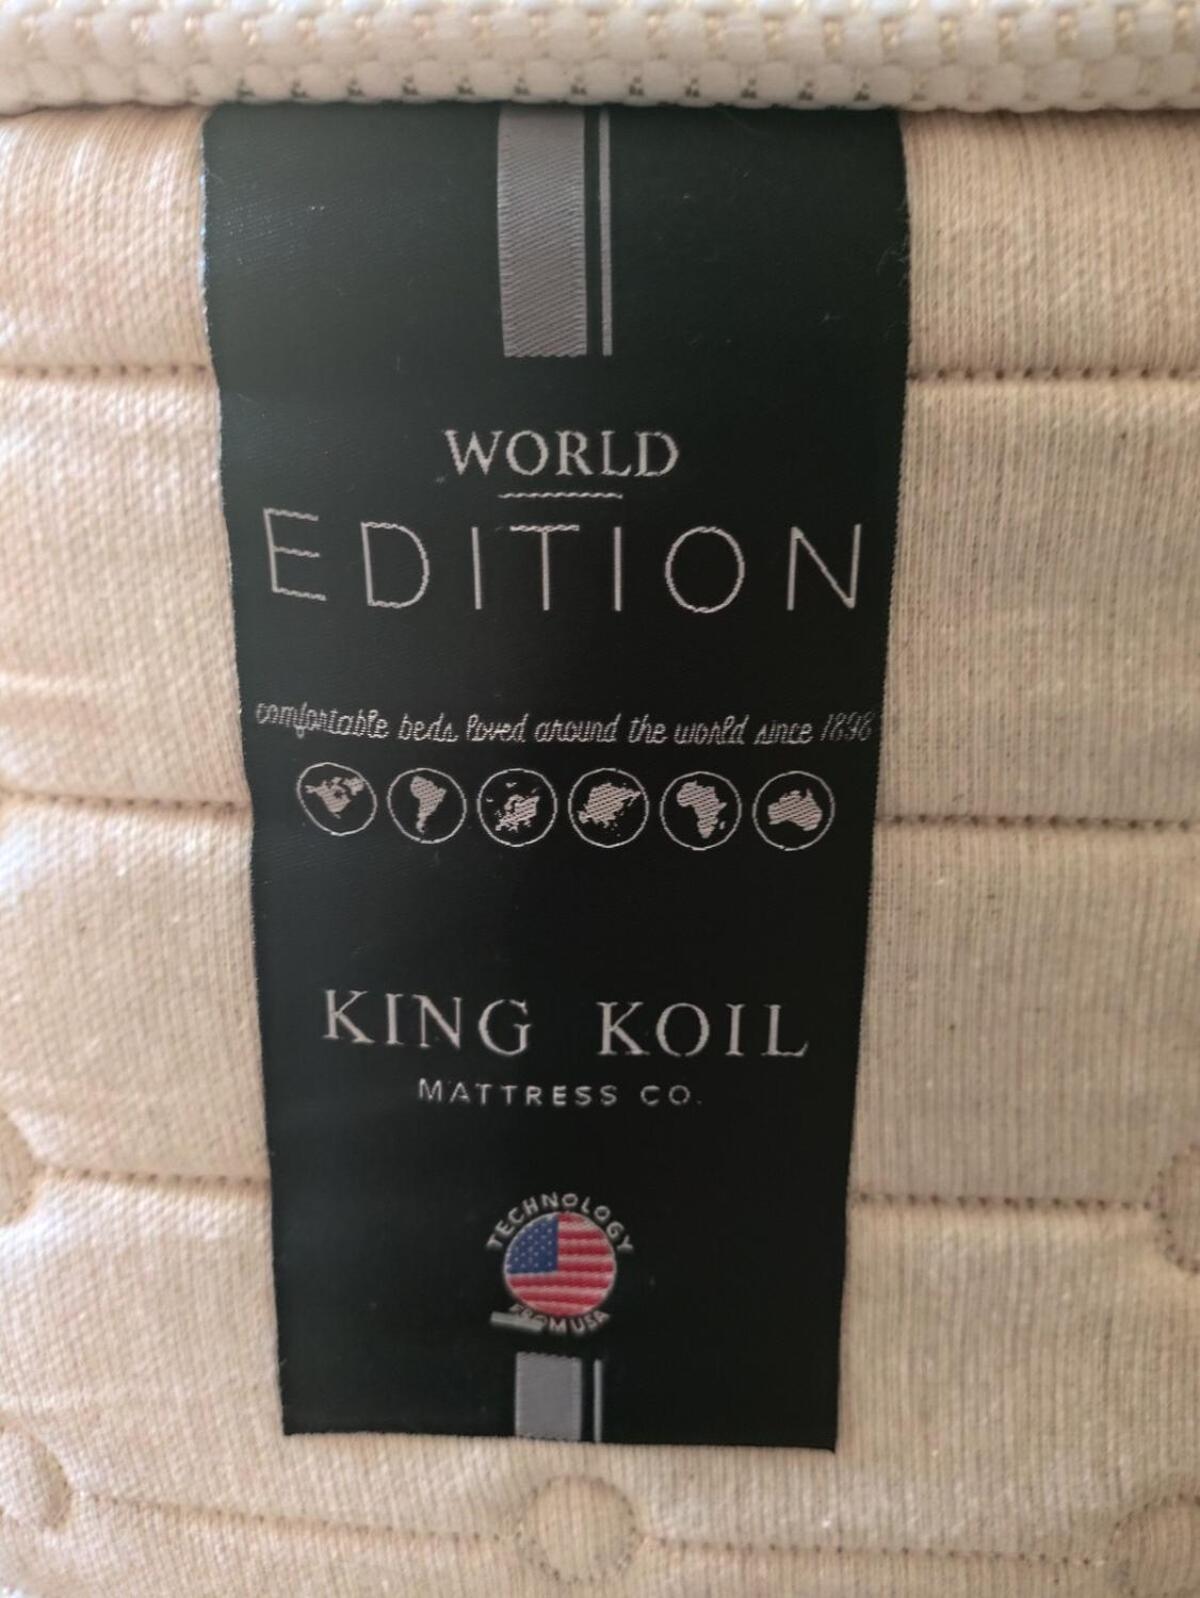 WORLD
EDITION
comfortable beds loved around the world since 1898
KING KOIL
MATTRESS CO.
TECHNOLOGY
FROM USA